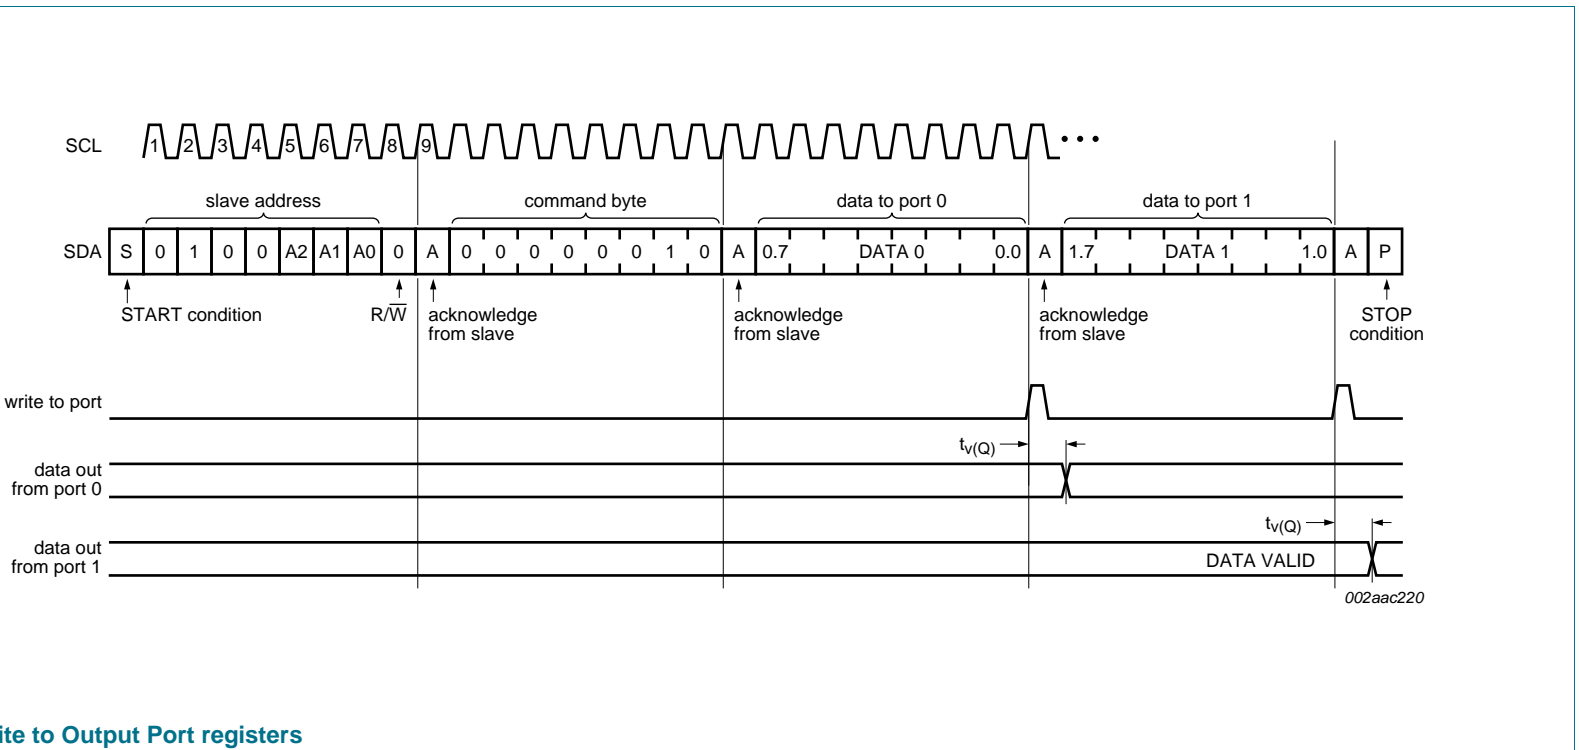 SCL 1 2 3 4 5 6 7 8 9 • • •
slave address command byte data to port 0 data to port 1
SDA S 0 1 0 0 A2 A1 A0 0 A 0 0 0 0 0 0 1 0 A 0.7 DATA 0 0.0 A 1.7 DATA 1 1.0 A P
START condition R/W̅ acknowledge acknowledge acknowledge STOP
from slave from slave from slave condition
write to port
tv(Q)
data out
from port 0
tv(Q)
data out
from port 1 DATA VALID
002aac220
ite to Output Port registers